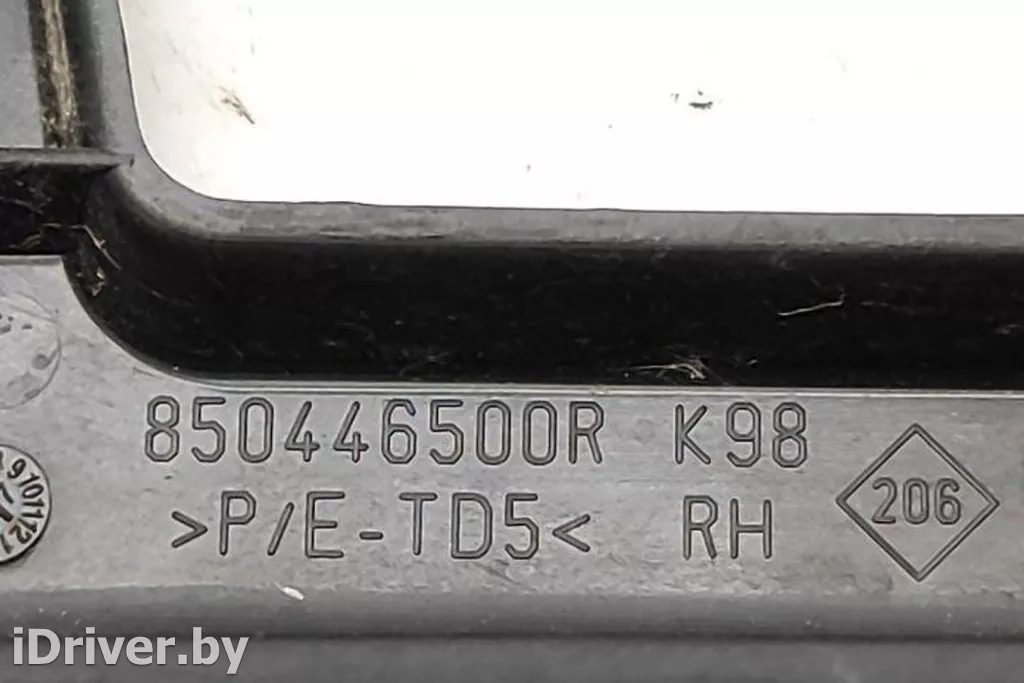 850446500R K98
>P/E-TD5< RH
206
iDriver.by